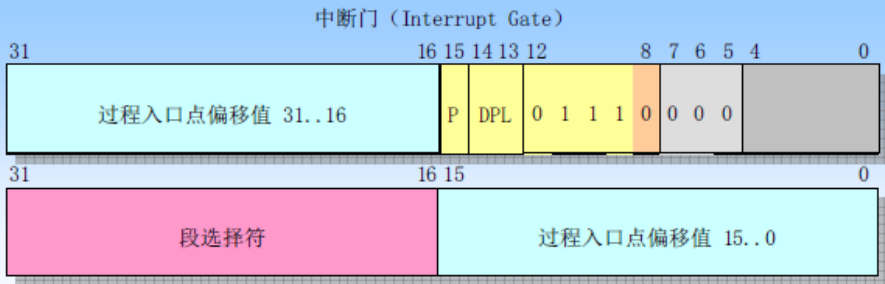 中断门（Interrupt Gate）
31 16 15 14 13 12 8 7 6 5 4 0
过程入口点偏移值 31..16 P DPL 0 1 1 1 0 0 0 0
31 16 15 0
段选择符 过程入口点偏移值 15..0